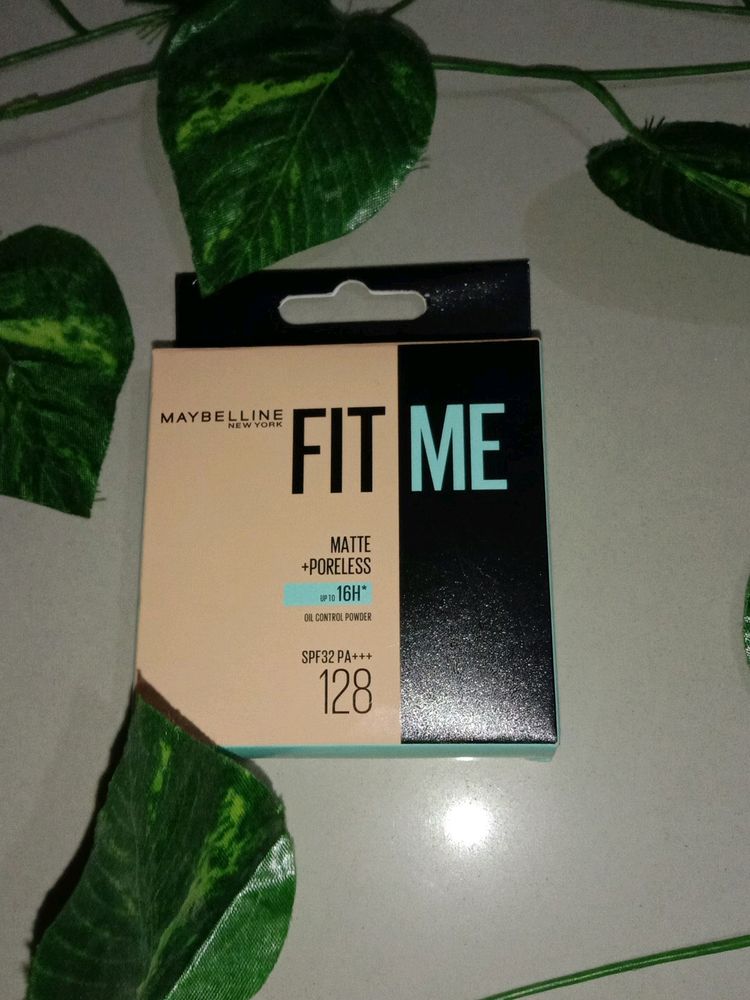 MAYBELLINE
NEW YORK
FIT ME
MATTE
+PORELESS
UP TO 16H*
OIL CONTROL POWDER
SPF32 PA+++
128